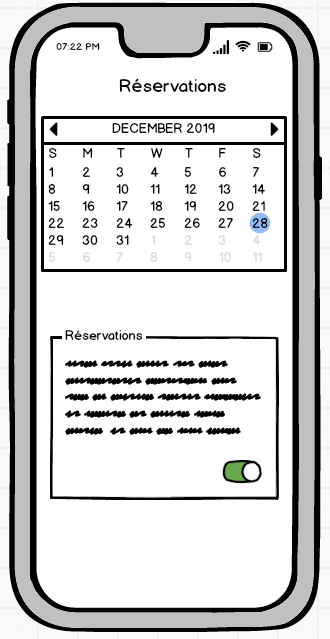 07:22 PM
Réservations
DECEMBER 2019
S M T W T F S
1 2 3 4 5 6 7
8 9 10 11 12 13 14
15 16 17 18 19 20 21
22 23 24 25 26 27 28
29 30 31 1 2 3 4
5 6 7 8 9 10 11
Réservations